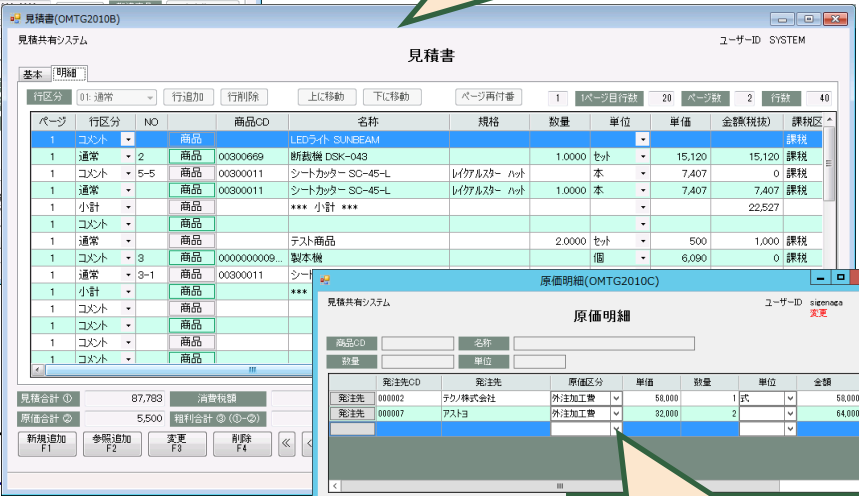 見積書(OMTG2010B)
見積共有システム ユーザーID SYSTEM
見積書
基本 明細
行区分 01: 通常 行追加 行削除 上に移動 下に移動 ページ再付番 1 1ページ目行数 20 ページ数 2 行数 40
ページ 行区分 NO 商品CD 名称 規格 数量 単位 単価 金額(税抜) 課税区
1 コメント 商品 LEDライト SUNBEAM 課税
1 通常 2 商品 00300669 断裁機 DSK-043 1.0000 セット 15,120 15,120 課税
1 コメント 5-5 商品 00300011 シートカッター SC-45-L レイクアルスター ハット 本 7,407 0 課税
1 通常 商品 00300011 シートカッター SC-45-L レイクアルスター ハット 1.0000 本 7,407 7,407 課税
1 小計 商品 *** 小計 *** 22,527
1 コメント 商品
1 通常 商品 テスト商品 2.0000 セット 500 1,000 課税
1 コメント 3 商品 0000000009... 製本機 個 6,090 0 課税
1 通常 3-1 商品 00300011 シート
1 小計 商品 ***
1 コメント 商品
1 コメント 商品
1 コメント 商品
1 コメント 商品
見積合計 ① 87,783 消費税額
原価合計 ② 5,500 粗利合計 ③ (①-②)
新規追加 F1 参照追加 F2 変更 F3 削除 F4 ≪ <
原価明細(OMTG2010C)
見積共有システム ユーザーID sigenaga
原価明細 変更
商品CD 名称
数量 単位
発注先CD 発注先 原価区分 単価 数量 単位 金額
発注先 000002 テクノ株式会社 外注加工費 58,000 1 式 58,000
発注先 000007 アストヨ 外注加工費 32,000 2 64,000